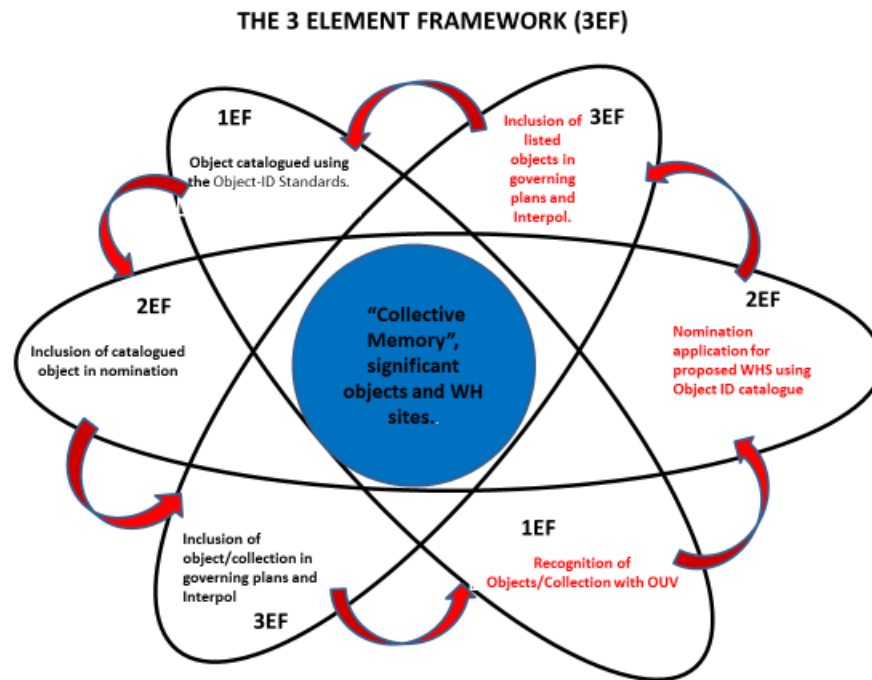 THE 3 ELEMENT FRAMEWORK (3EF)
1EF
Object catalogued using
the Object-ID Standards.
3EF
Inclusion of
listed
objects in
governing
plans and
Interpol.
2EF
Inclusion of catalogued
object in nomination
“Collective
Memory”,
significant
objects and WH
sites..
2EF
Nomination
application for
proposed WHS using
Object ID catalogue
Inclusion of
object/collection in
governing plans and
Interpol
3EF
1EF
Recognition of
Objects/Collection with OUV